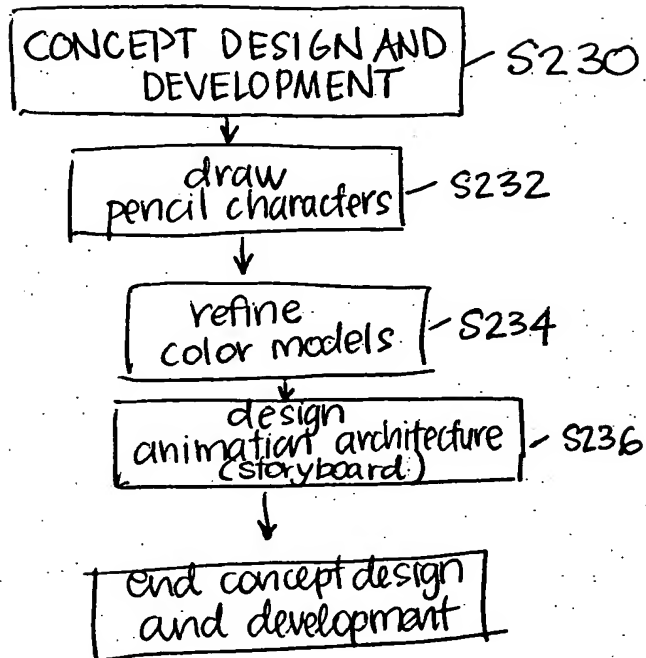 CONCEPT DESIGN AND
DEVELOPMENT
S230
draw
pencil characters
S232
refine
color models
S234
design
animation architecture
(storyboard)
S236
end concept design
and development